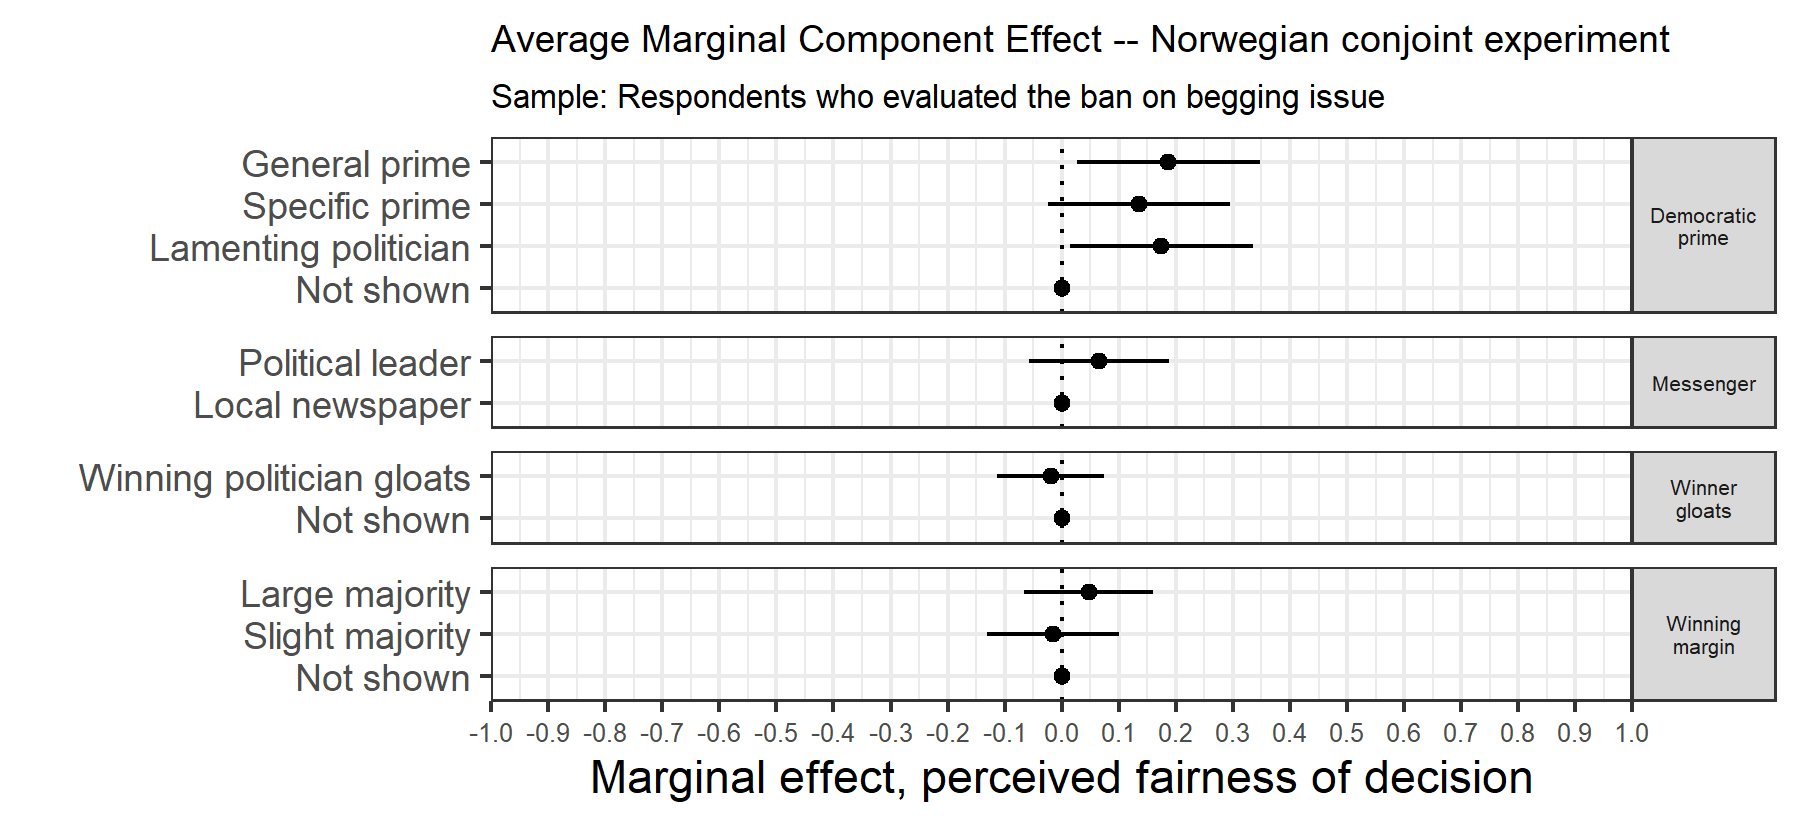 Average Marginal Component Effect -- Norwegian conjoint experiment
Sample: Respondents who evaluated the ban on begging issue
General prime
Specific prime
Lamenting politician
Not shown
Democratic
prime
Political leader
Local newspaper
Messenger
Winning politician gloats
Not shown
Winner
gloats
Large majority
Slight majority
Not shown
Winning
margin
-1.0 -0.9 -0.8 -0.7 -0.6 -0.5 -0.4 -0.3 -0.2 -0.1 0.0 0.1 0.2 0.3 0.4 0.5 0.6 0.7 0.8 0.9 1.0
Marginal effect, perceived fairness of decision